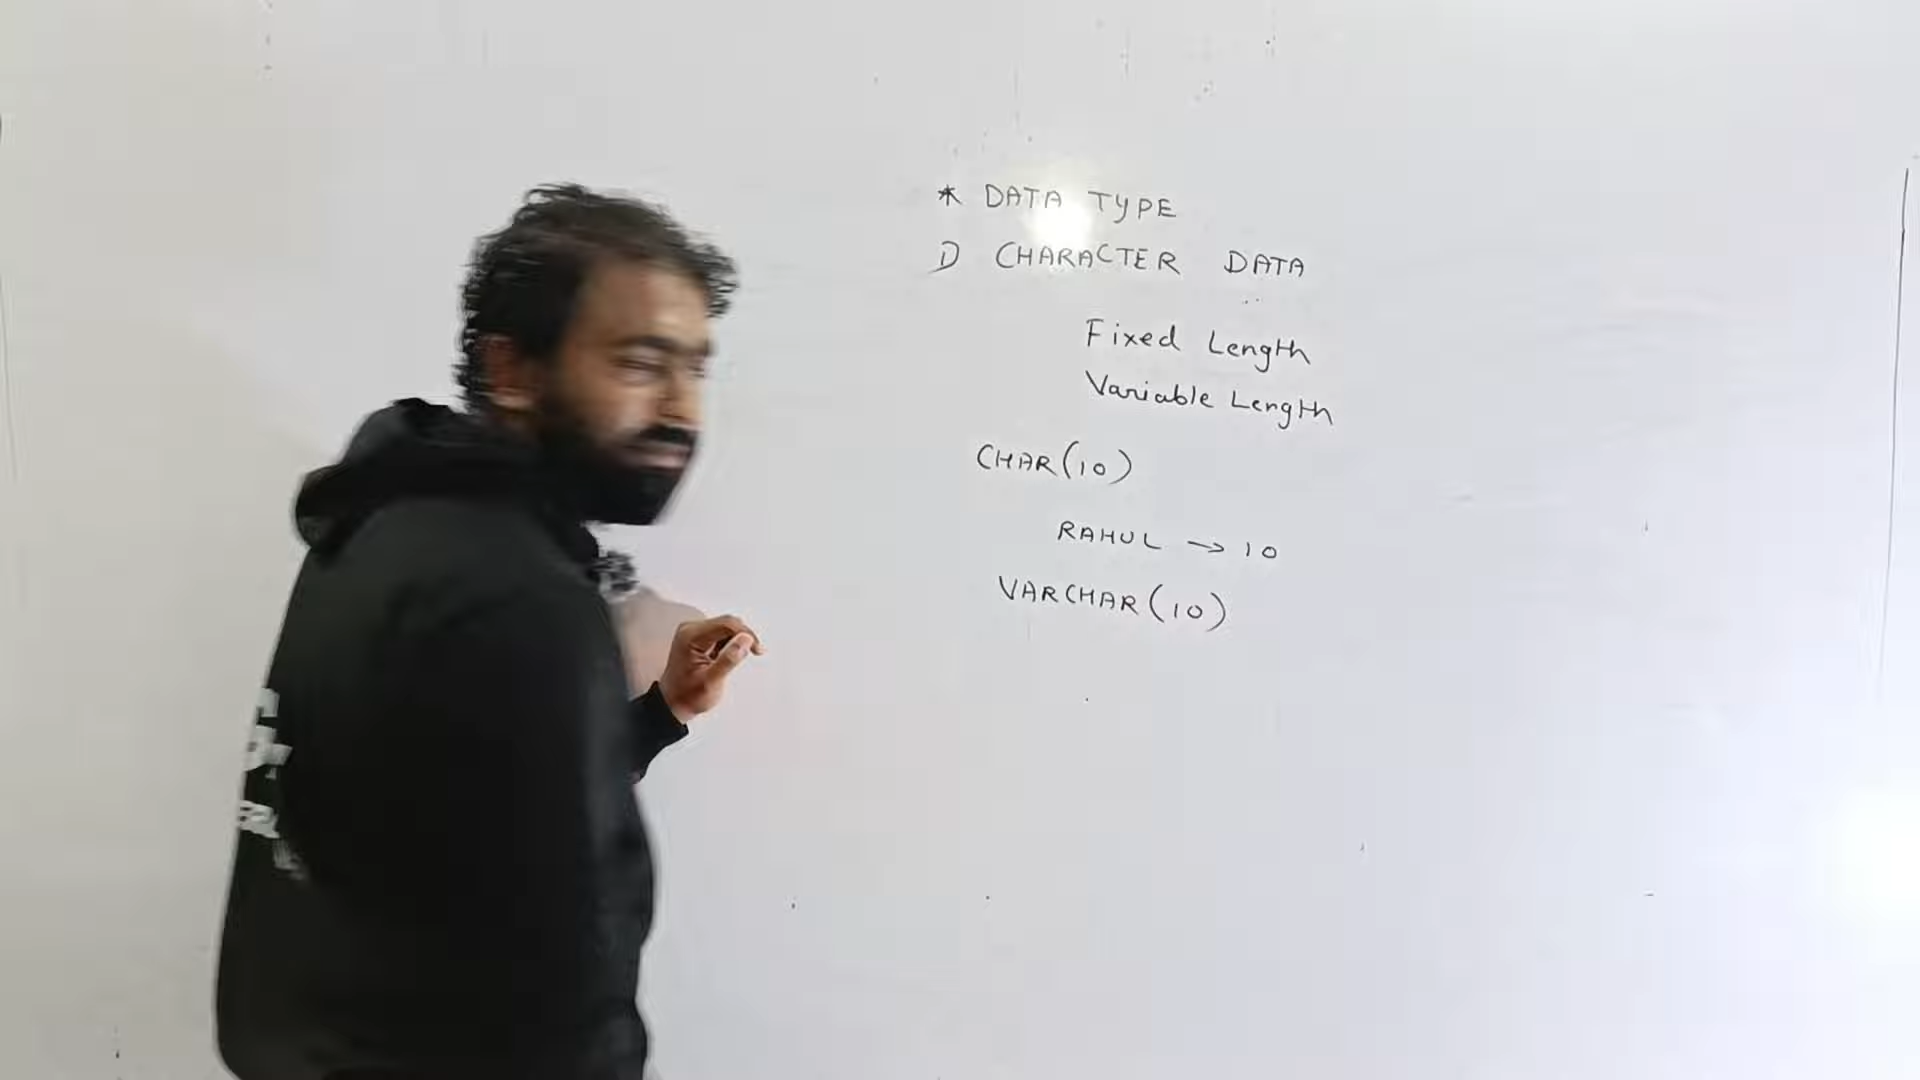 * DATA TYPE
1) CHARACTER DATA
Fixed Length
Variable Length
CHAR(10)
RAHUL → 10
VARCHAR(10)